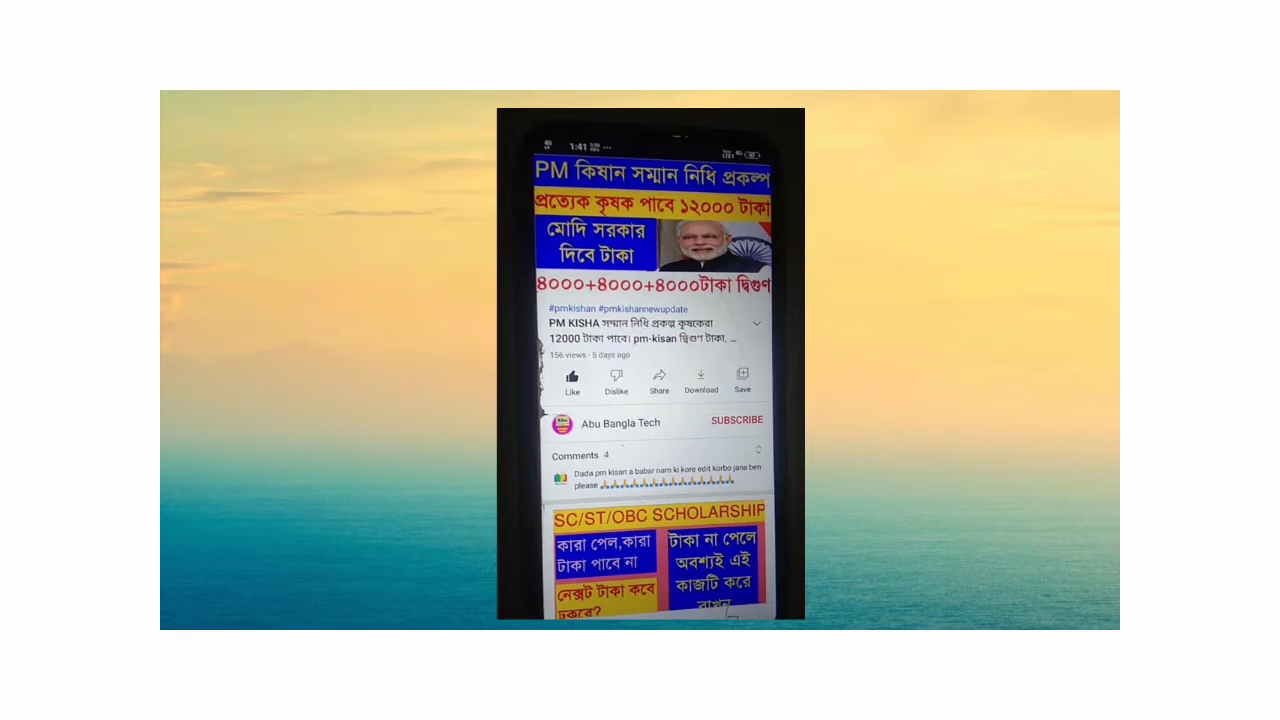 1:41
PM কিষান সম্মান নিধি প্রকল্প
প্রত্যেক কৃষক পাবে ১২০০০ টাকা
মোদি সরকার
দিবে টাকা
৪০০০+৪০০০+৪০০০টাকা দ্বিগুণ
#pmkishan #pmkishannewupdate
PM KISHA সম্মান নিধি প্রকল্প কৃষকেরা
12000 টাকা পাবে। pm-kisan দ্বিগুণ টাকা, ...
156 views · 5 days ago
Like Dislike Share Download Save
Abu Bangla Tech SUBSCRIBE
Comments 4
Dada pm kisan a babar nam ki kore edit korbo jana ben
please 🙏🙏🙏🙏🙏🙏🙏🙏🙏🙏🙏🙏🙏
SC/ST/OBC SCHOLARSHIP
কারা পেল,কারা
টাকা পাবে না
নেক্সট টাকা কবে
ঢুকবে?
টাকা না পেলে
অবশ্যই এই
কাজটি করে
রাখুন